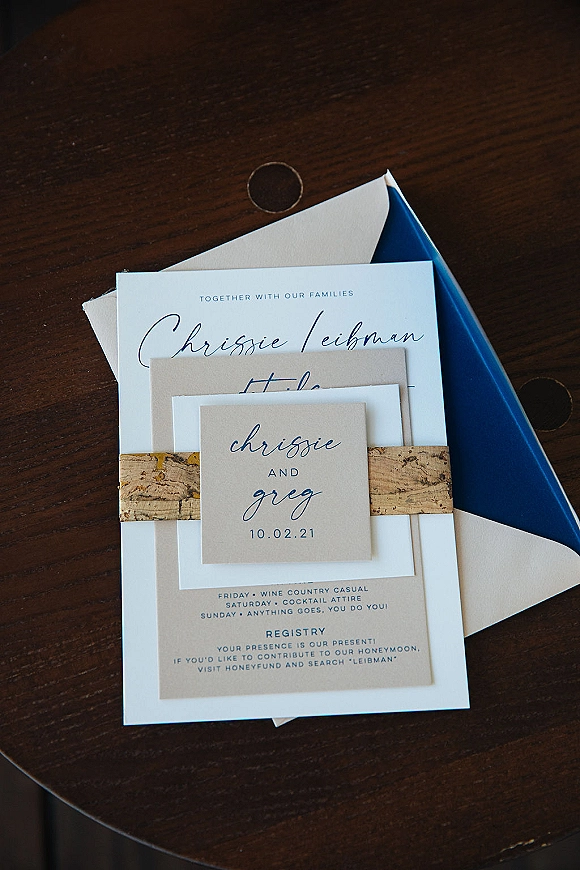 TOGETHER WITH OUR FAMILIES
Chrissie Leibman
details
chrissie
AND
greg
10.02.21
FRIDAY • WINE COUNTRY CASUAL
SATURDAY • COCKTAIL ATTIRE
SUNDAY • ANYTHING GOES, YOU DO YOU!
REGISTRY
YOUR PRESENCE IS OUR PRESENT!
IF YOU'D LIKE TO CONTRIBUTE TO OUR HONEYMOON,
VISIT HONEYFUND AND SEARCH "LEIBMAN"